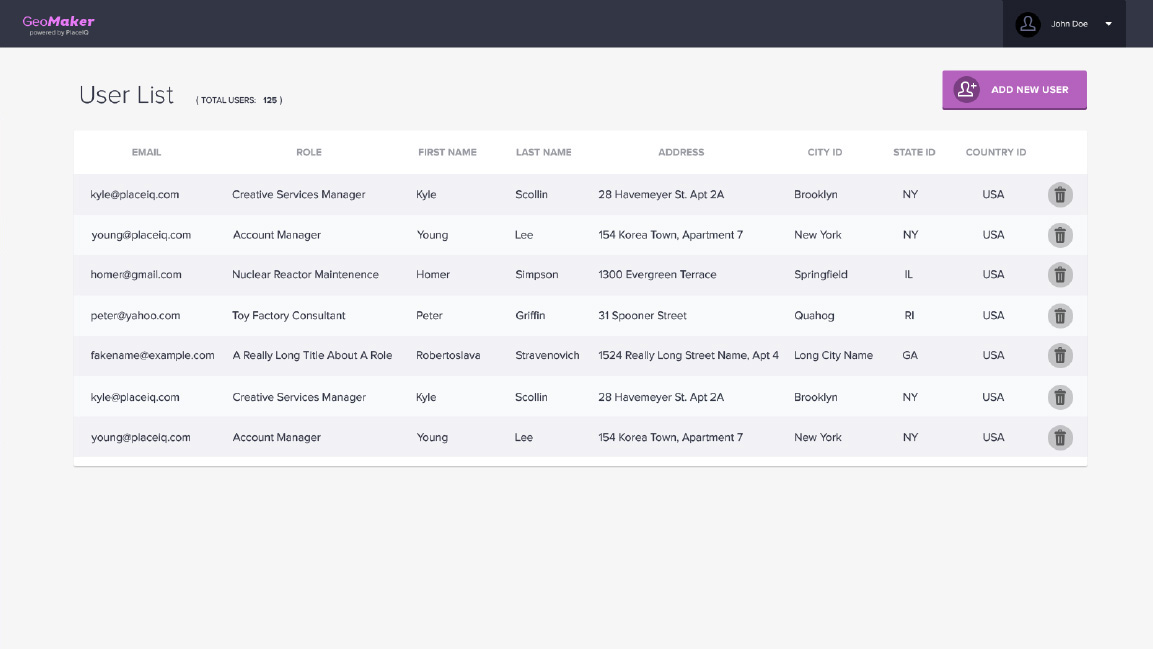 GeoMaker
powered by PlaceIQ
John Doe
User List ( TOTAL USERS: 125 )
ADD NEW USER
EMAIL ROLE FIRST NAME LAST NAME ADDRESS CITY ID STATE ID COUNTRY ID
kyle@placeiq.com Creative Services Manager Kyle Scollin 28 Havemeyer St. Apt 2A Brooklyn NY USA
young@placeiq.com Account Manager Young Lee 154 Korea Town, Apartment 7 New York NY USA
homer@gmail.com Nuclear Reactor Maintenence Homer Simpson 1300 Evergreen Terrace Springfield IL USA
peter@yahoo.com Toy Factory Consultant Peter Griffin 31 Spooner Street Quahog RI USA
fakename@example.com A Really Long Title About A Role Robertoslava Stravenovich 1524 Really Long Street Name, Apt 4 Long City Name GA USA
kyle@placeiq.com Creative Services Manager Kyle Scollin 28 Havemeyer St. Apt 2A Brooklyn NY USA
young@placeiq.com Account Manager Young Lee 154 Korea Town, Apartment 7 New York NY USA